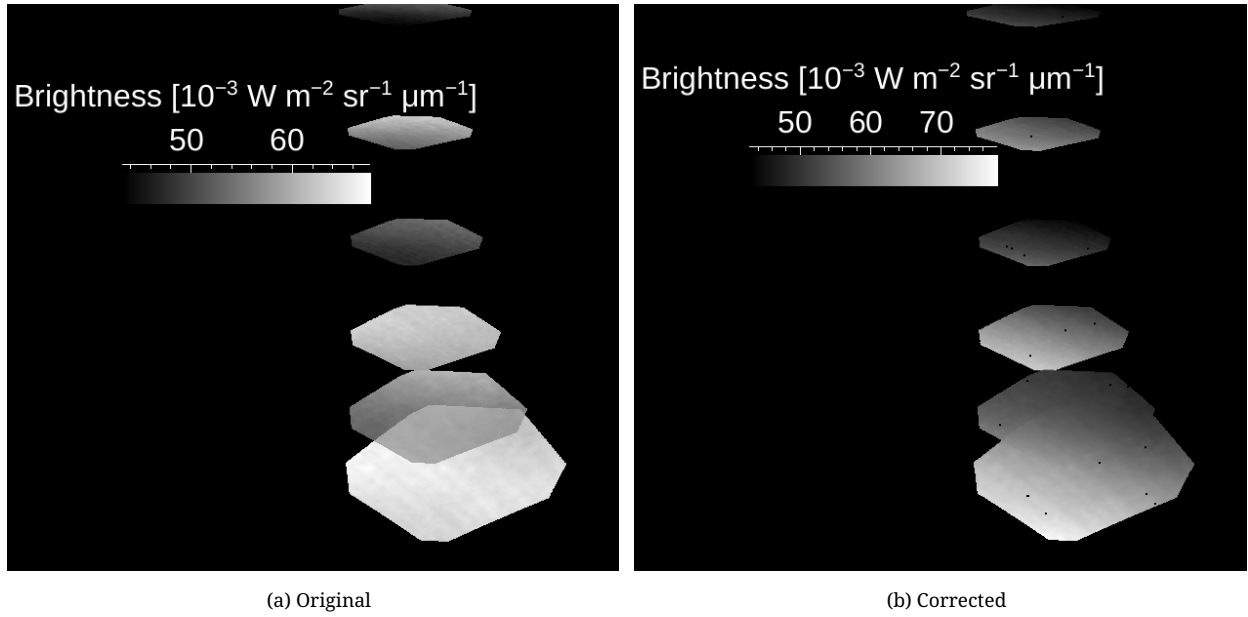 Brightness [10⁻³ W m⁻² sr⁻¹ μm⁻¹]
50 60
(a) Original
Brightness [10⁻³ W m⁻² sr⁻¹ μm⁻¹]
50 60 70
(b) Corrected